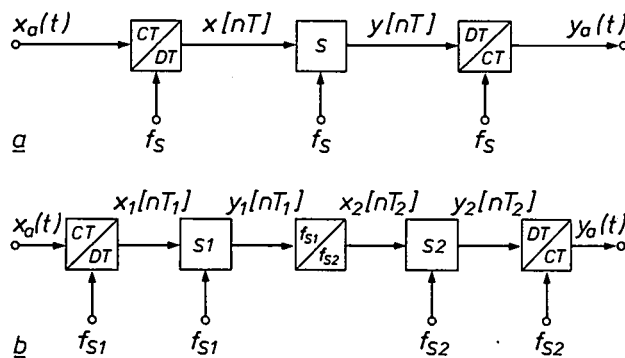 xₐ(t) x[nT] y[nT] yₐ(t)
CT/DT S DT/CT
a fS fS fS
xₐ(t) x₁[nT₁] y₁[nT₁] x₂[nT₂] y₂[nT₂] yₐ(t)
CT/DT S1 fS1/fS2 S2 DT/CT
b fS1 fS1 fS2 fS2